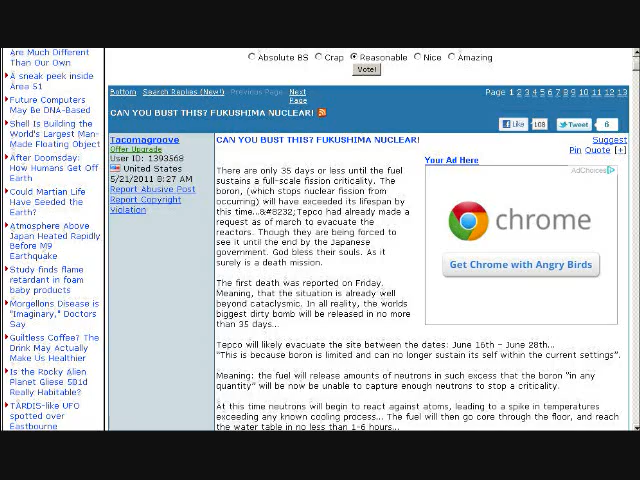 Are Much Different
Than Our Own
A sneak peek inside
Area 51
Future Computers
May Be DNA-Based
Shell Is Building the
World's Largest Man-
Made Floating Object
After Doomsday:
How Humans Get Off
Earth
Could Martian Life
Have Seeded the
Earth?
Atmosphere Above
Japan Heated Rapidly
Before M9
Earthquake
Study finds flame
retardant in foam
baby products
Morgellons Disease is
"Imaginary," Doctors
Say
Guiltless Coffee? The
Drink May Actually
Make Us Healthier
Is the Rocky Alien
Planet Gliese 581d
Really Habitable?
TARDIS-like UFO
spotted over
Eastbourne
Absolute BS Crap Reasonable Nice Amazing
Vote!
Bottom Search Replies (New!) Previous Page Next
Page
Page 1 2 3 4 5 6 7 8 9 10 11 12 13
CAN YOU BUST THIS? FUKUSHIMA NUCLEAR!
Like 108 Tweet 6
Tacomagroove
Offer Upgrade
User ID: 1393568
United States
5/21/2011 8:27 AM
Report Abusive Post
Report Copyright
Violation
CAN YOU BUST THIS? FUKUSHIMA NUCLEAR!
Suggest
Pin Quote [+]
There are only 35 days or less until the fuel
sustains a full-scale fission criticality. The
boron, (which stops nuclear fission from
occurring) will have exceeded its lifespan by
this time...&#8232;Tepco had already made a
request as of march to evacuate the
reactors. Though they are being forced to
see it until the end by the Japanese
government. God bless their souls. As it
surely is a death mission.
The first death was reported on Friday.
Meaning, that the situation is already well
beyond cataclysmic. In all reality, the worlds
biggest dirty bomb will be released in no more
than 35 days..
Your Ad Here
AdChoices
chrome
Get Chrome with Angry Birds
Tepco will likely evacuate the site between the dates: June 16th - June 28th...
"This is because boron is limited and can no longer sustain its self within the current settings".
Meaning: the fuel will release amounts of neutrons in such excess that the boron "in any
quantity" will be now be unable to capture enough neutrons to stop a criticality.
At this time neutrons will begin to react against atoms, leading to a spike in temperatures
exceeding any known cooling process... The fuel will then go core through the floor, and reach
the water table in no less than 1-6 hours...